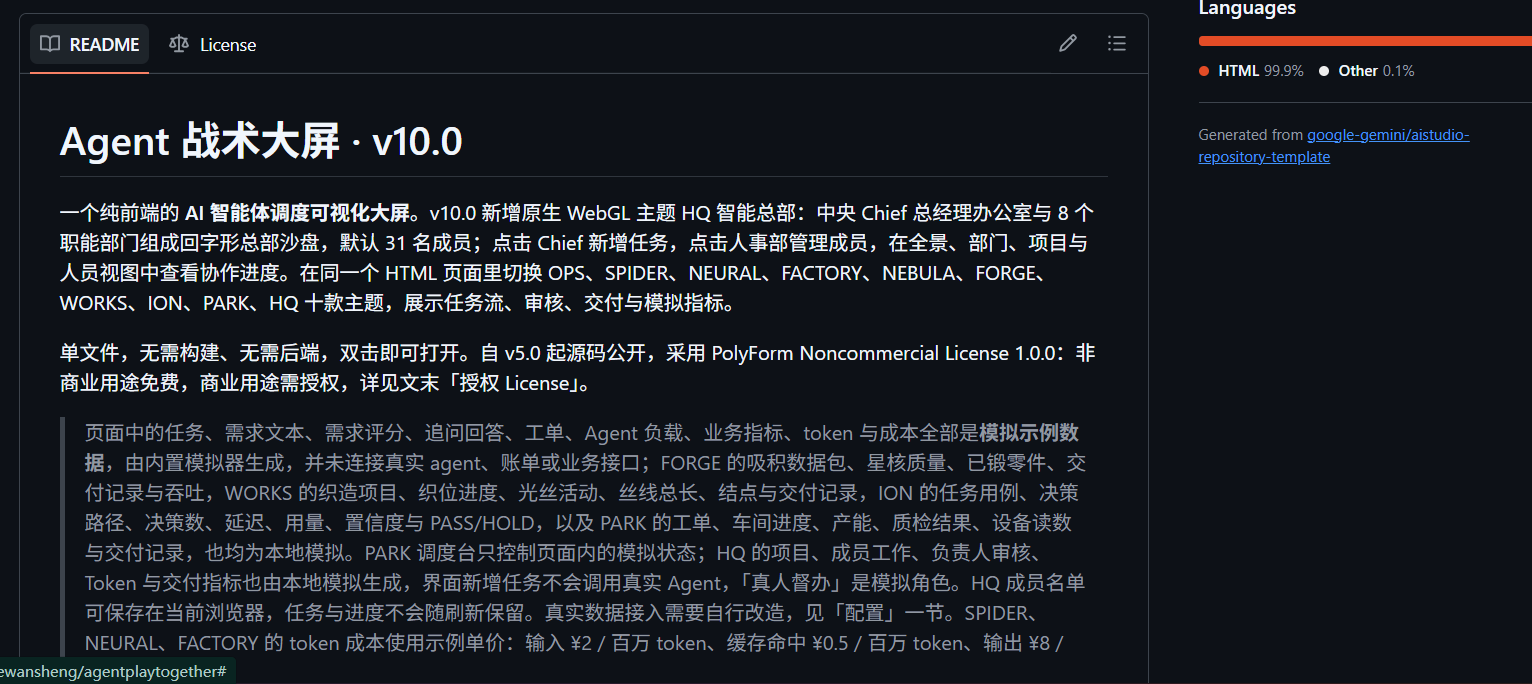 README
License
Agent 战术大屏 · v10.0
一个纯前端的 AI 智能体调度可视化大屏。v10.0 新增原生 WebGL 主题 HQ 智能总部：中央 Chief 总经理办公室与 8 个
职能部门组成回字形总部沙盘，默认 31 名成员；点击 Chief 新增任务，点击人事部管理成员，在全景、部门、项目与
人员视图中查看协作进度。在同一个 HTML 页面里切换 OPS、SPIDER、NEURAL、FACTORY、NEBULA、FORGE、
WORKS、ION、PARK、HQ 十款主题，展示任务流、审核、交付与模拟指标。
单文件，无需构建、无需后端，双击即可打开。自 v5.0 起源码公开，采用 PolyForm Noncommercial License 1.0.0：非
商业用途免费，商业用途需授权，详见文末「授权 License」。
页面中的任务、需求文本、需求评分、追问回答、工单、Agent 负载、业务指标、token 与成本全部是模拟示例数
据，由内置模拟器生成，并未连接真实 agent、账单或业务接口；FORGE 的吸积数据包、星核质量、已锻零件、交
付记录与吞吐，WORKS 的织造项目、织位进度、光丝活动、丝线总长、结点与交付记录，ION 的任务用例、决策
路径、决策数、延迟、用量、置信度与 PASS/HOLD，以及 PARK 的工单、车间进度、产能、质检结果、设备读数
与交付记录，也均为本地模拟。PARK 调度台只控制页面内的模拟状态；HQ 的项目、成员工作、负责人审核、
Token 与交付指标也由本地模拟生成，界面新增任务不会调用真实 Agent，「真人督办」是模拟角色。HQ 成员名单
可保存在当前浏览器，任务与进度不会随刷新保留。真实数据接入需要自行改造，见「配置」一节。SPIDER、
NEURAL、FACTORY 的 token 成本使用示例单价：输入 ¥2 / 百万 token、缓存命中 ¥0.5 / 百万 token、输出 ¥8 /
ewansheng/agentplaytogether#
Languages
HTML 99.9% Other 0.1%
Generated from google-gemini/aistudio-
repository-template